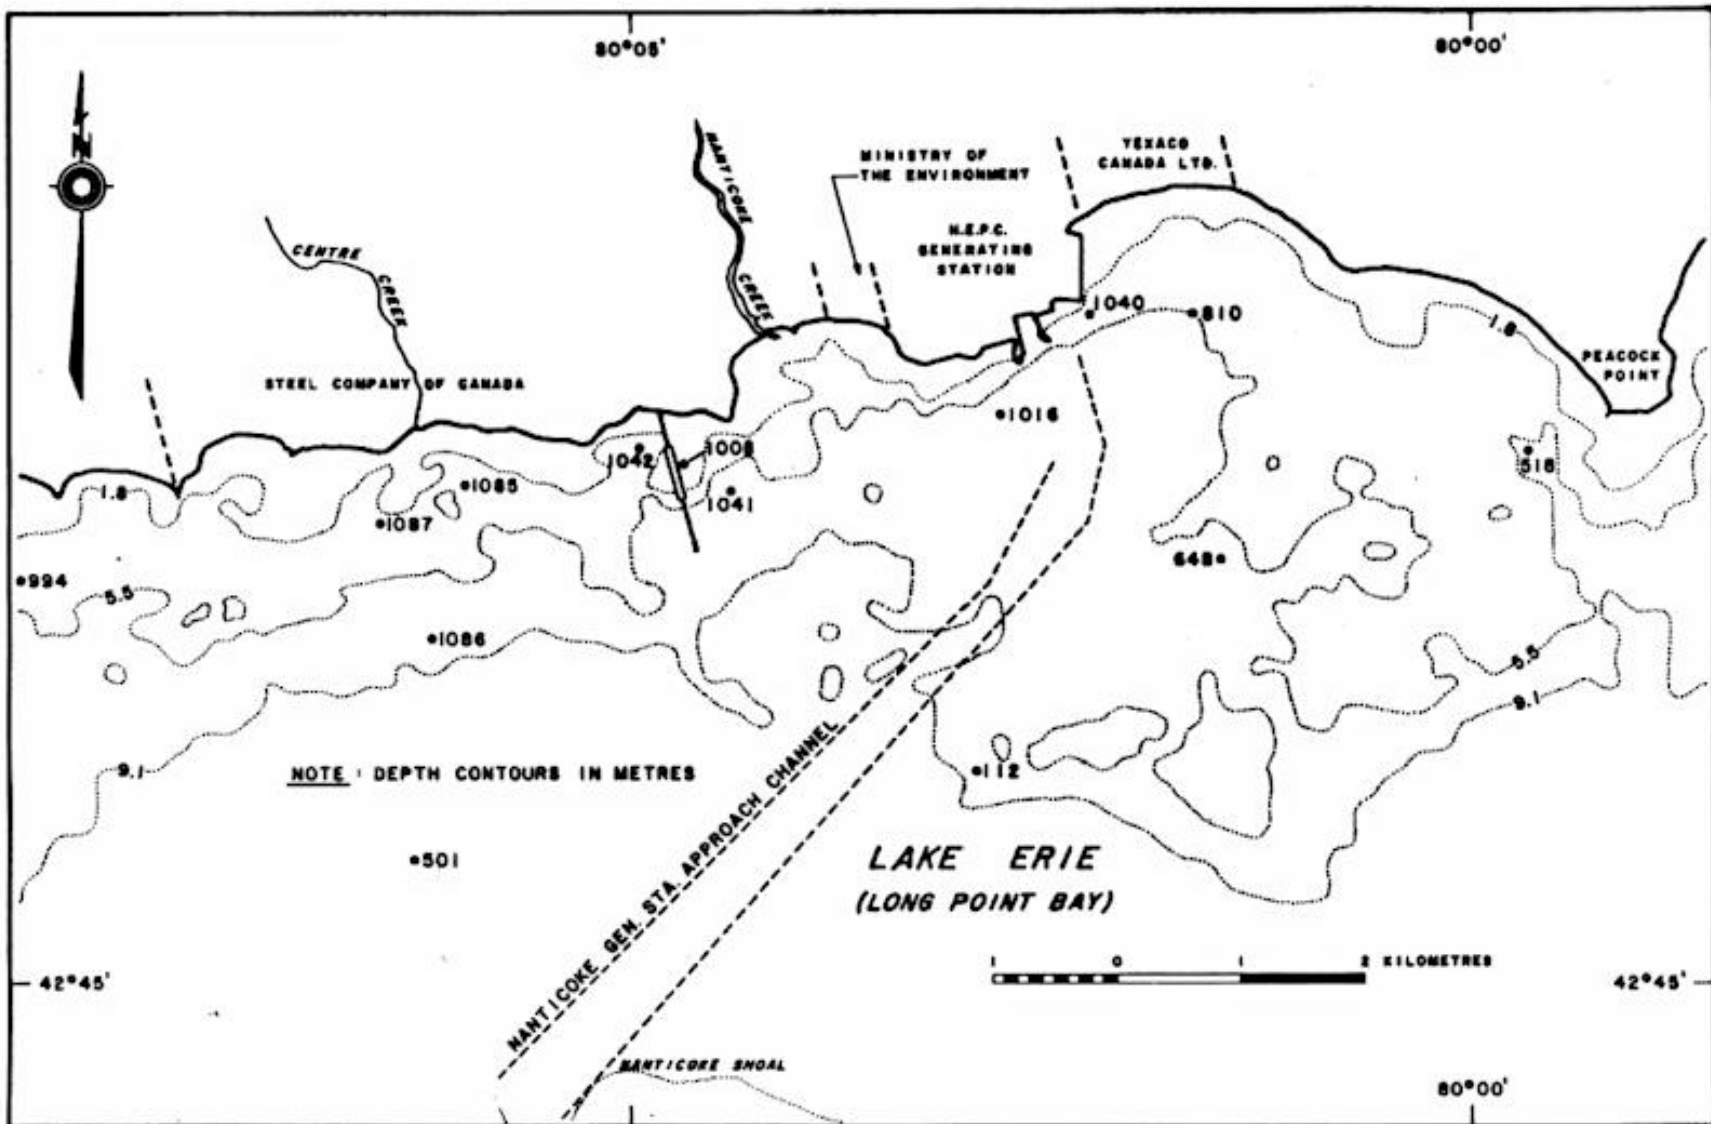 80°05'
80°00'
N
NANTICOKE
CREEK
MINISTRY OF
THE ENVIRONMENT
TEXACO
CANADA LTD.
CENTRE
CREEK
H.E.P.C.
GENERATING
STATION
1040
810
1.8
PEACOCK
POINT
STEEL COMPANY OF CANADA
1016
1042
1008
518
1085
1041
1.8
1087
648
994
5.5
1086
5.5
9.1
9.1
NOTE : DEPTH CONTOURS IN METRES
112
NANTICOKE GEN. STA. APPROACH CHANNEL
501
LAKE ERIE
(LONG POINT BAY)
1 0 1 2 KILOMETRES
42°45'
42°45'
NANTICOKE SHOAL
80°00'